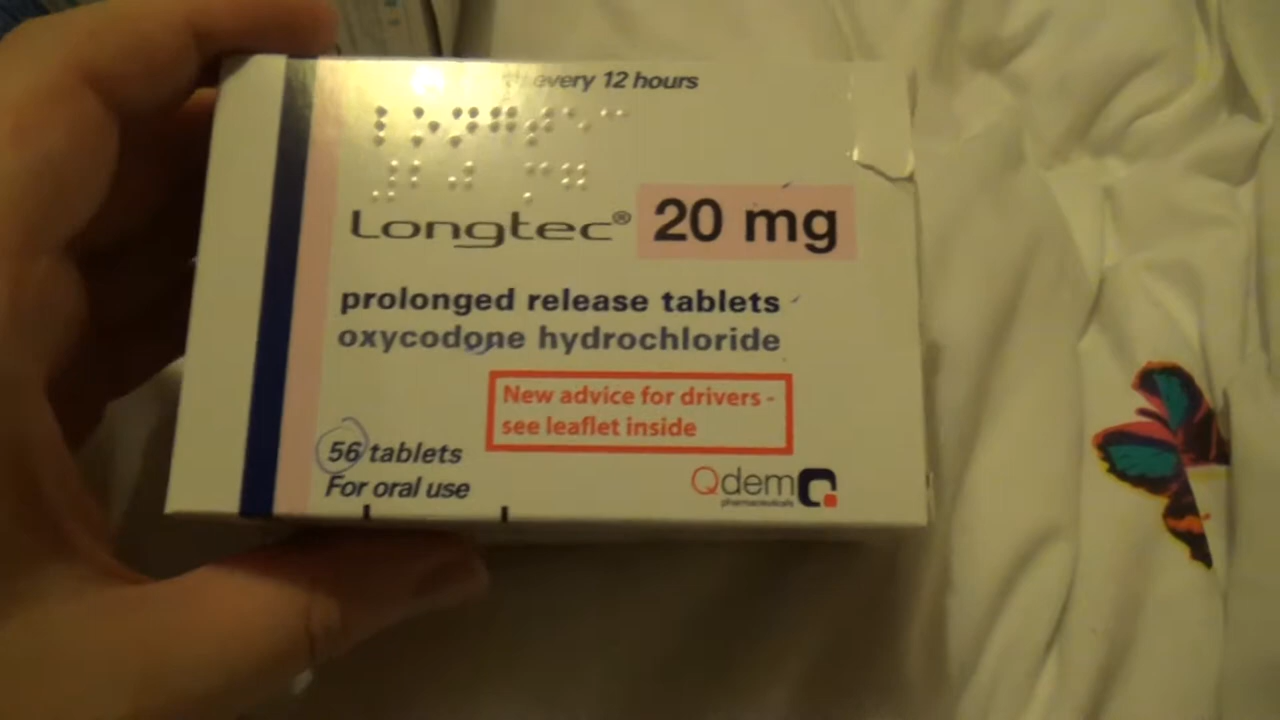 every 12 hours
Longtec® 20 mg
prolonged release tablets
oxycodone hydrochloride
New advice for drivers -
see leaflet inside
56 tablets
For oral use
Qdem
pharmaceuticals